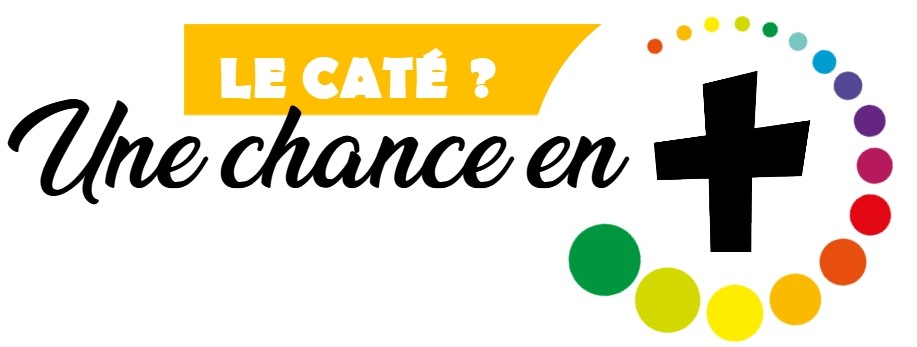 LE CATÉ ?
Une chance en +